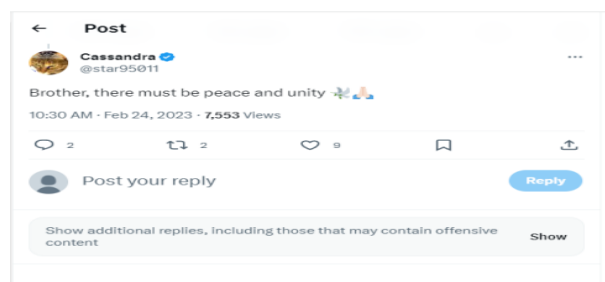 ← Post
Cassandra
@star95011
Brother, there must be peace and unity 🕊️🙏🏻
10:30 AM · Feb 24, 2023 · 7,553 Views
2 2 9
Post your reply Reply
Show additional replies, including those that may contain offensive
content Show